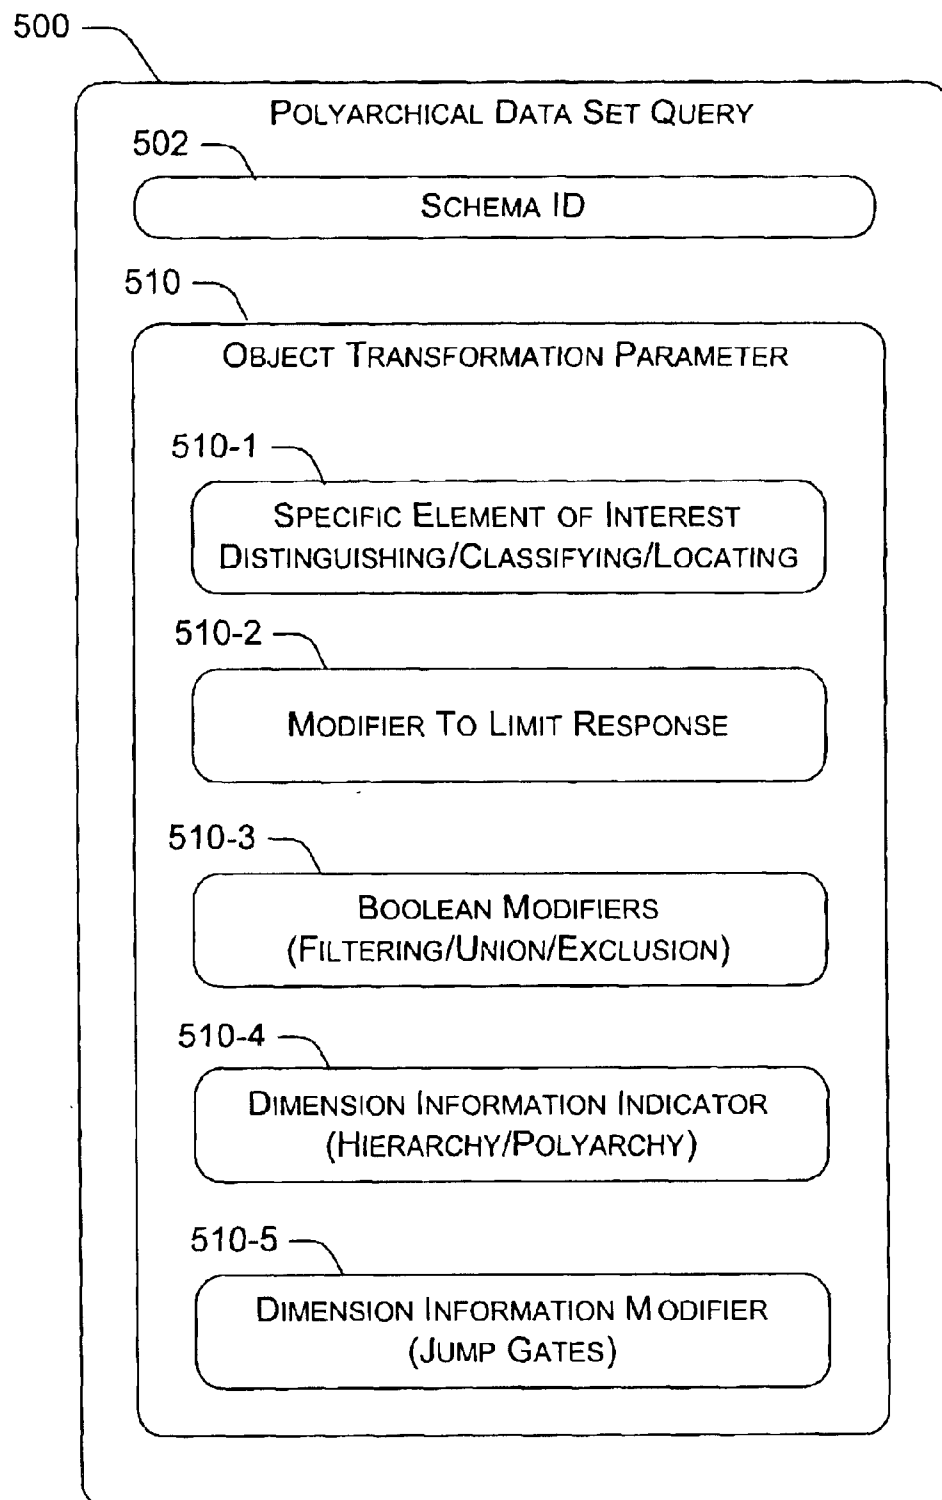 500
POLYARCHICAL DATA SET QUERY
502
SCHEMA ID
510
OBJECT TRANSFORMATION PARAMETER
510-1
SPECIFIC ELEMENT OF INTEREST
DISTINGUISHING/CLASSIFYING/LOCATING
510-2
MODIFIER TO LIMIT RESPONSE
510-3
BOOLEAN MODIFIERS
(FILTERING/UNION/EXCLUSION)
510-4
DIMENSION INFORMATION INDICATOR
(HIERARCHY/POLYARCHY)
510-5
DIMENSION INFORMATION MODIFIER
(JUMP GATES)